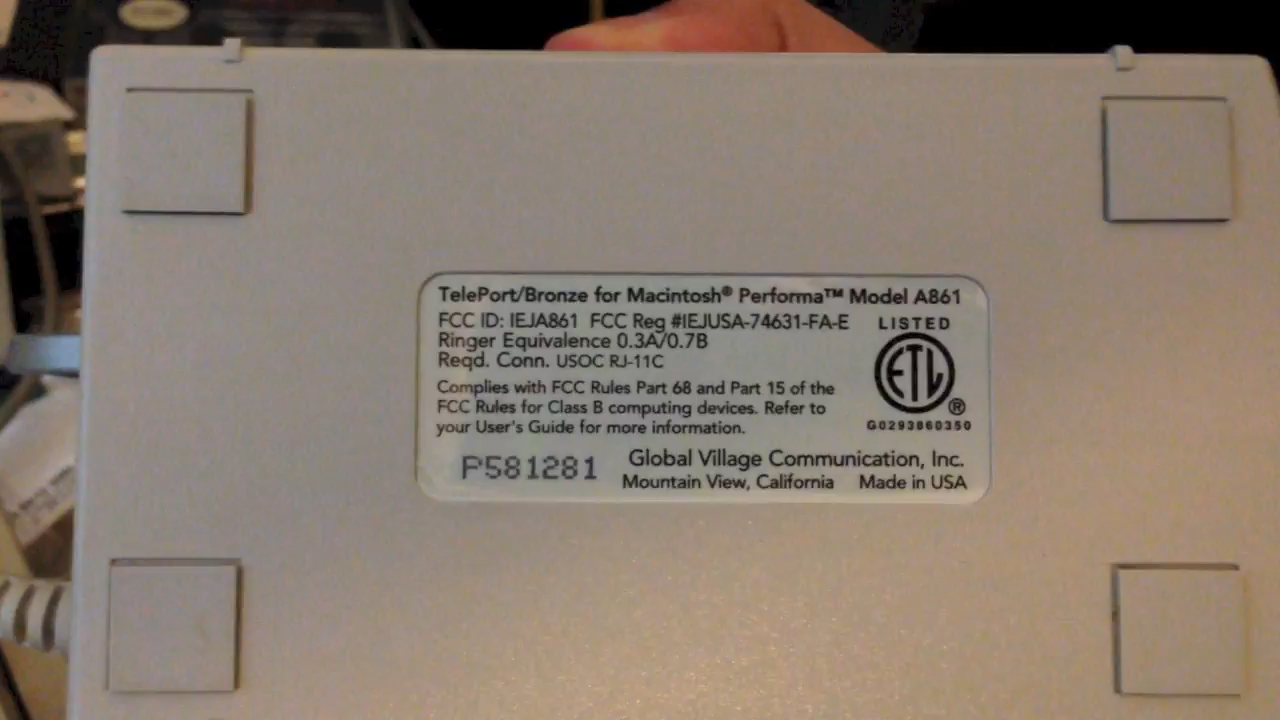 TelePort/Bronze for Macintosh® Performa™ Model A861
FCC ID: IEJA861 FCC Reg #IEJUSA-74631-FA-E
Ringer Equivalence 0.3A/0.7B
Reqd. Conn. USOC RJ-11C
Complies with FCC Rules Part 68 and Part 15 of the
FCC Rules for Class B computing devices. Refer to
your User's Guide for more information.
LISTED
ETL
®
G0293860350
P581281
Global Village Communication, Inc.
Mountain View, California Made in USA